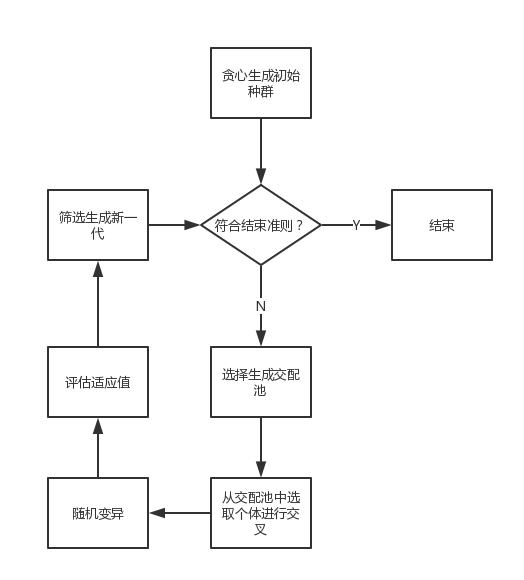 贪心生成初始
种群
筛选生成新一
代
符合结束准则？
Y
结束
N
选择生成交配
池
评估适应值
从交配池中选
取个体进行交
叉
随机变异